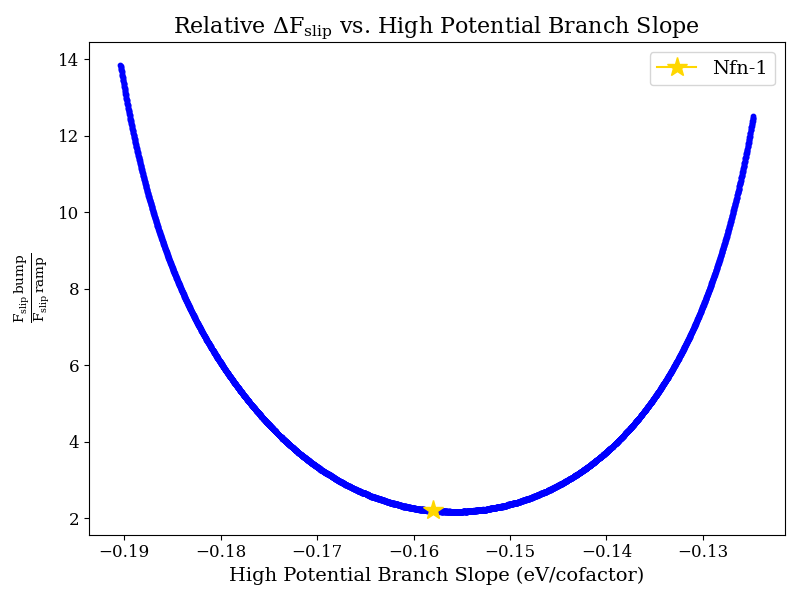 Relative ΔF_slip vs. High Potential Branch Slope
Nfn-1
F_slip bump
F_slip ramp
14
12
10
8
6
4
2
−0.19 −0.18 −0.17 −0.16 −0.15 −0.14 −0.13
High Potential Branch Slope (eV/cofactor)